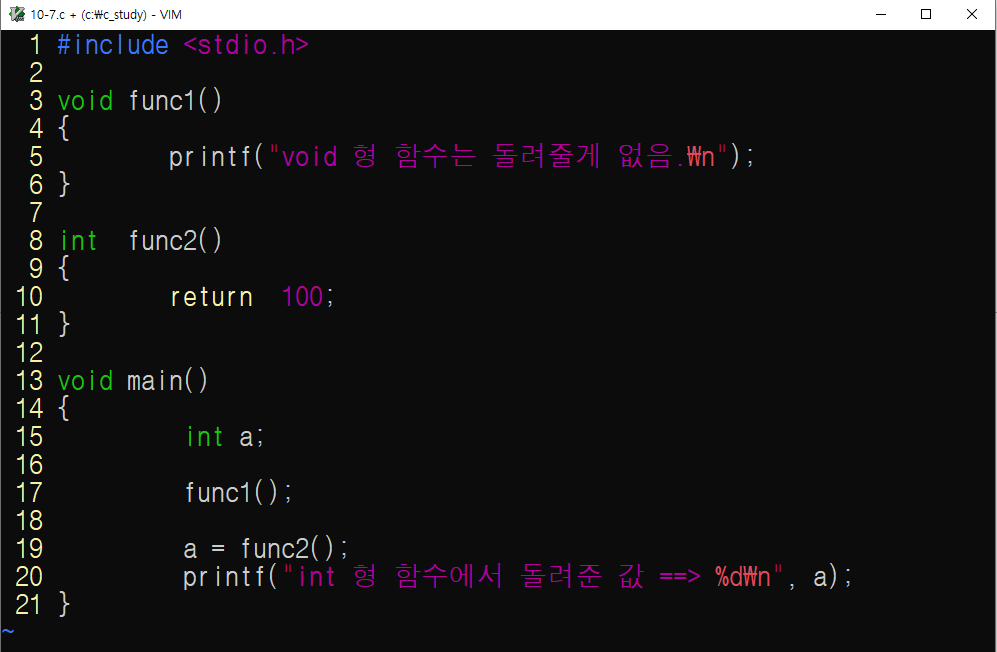 10-7.c + (c:₩c_study) - VIM
1 #include <stdio.h>
2
3 void func1()
4 {
5 printf("void 형 함수는 돌려줄게 없음.₩n");
6 }
7
8 int func2()
9 {
10 return 100;
11 }
12
13 void main()
14 {
15 int a;
16
17 func1();
18
19 a = func2();
20 printf("int 형 함수에서 돌려준 값 ==> %d₩n", a);
21 }
~